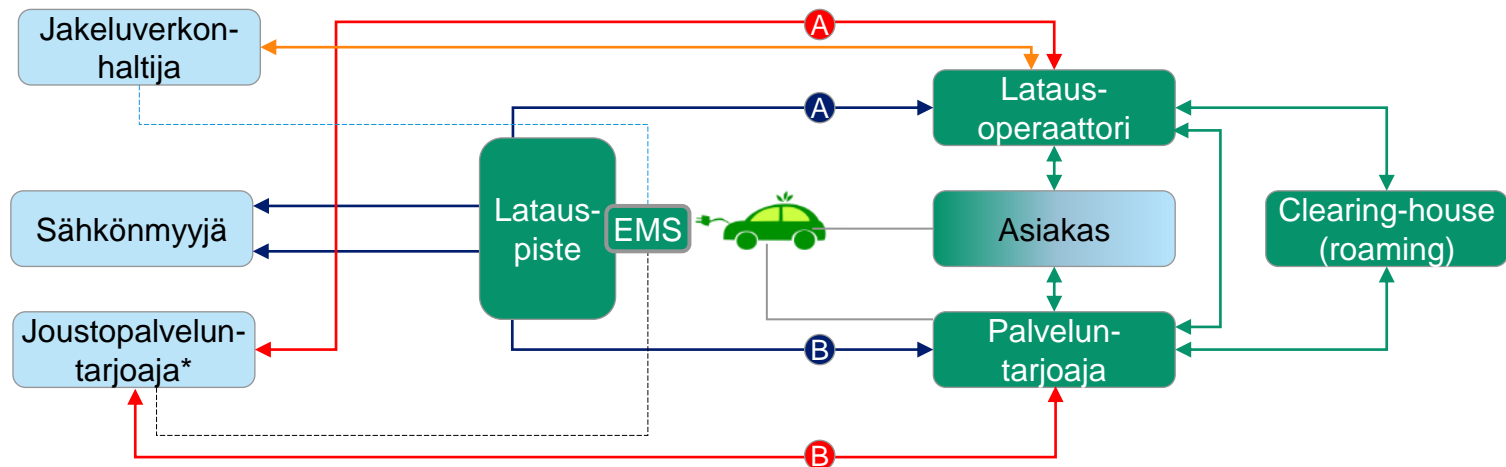 Jakeluverkon-
haltija
A
Lataus-
operaattori
A
Sähkönmyyjä
Lataus-
piste
EMS
Asiakas
Clearing-house
(roaming)
Joustopalvelun-
tarjoaja*
B
Palvelun-
tarjoaja
B